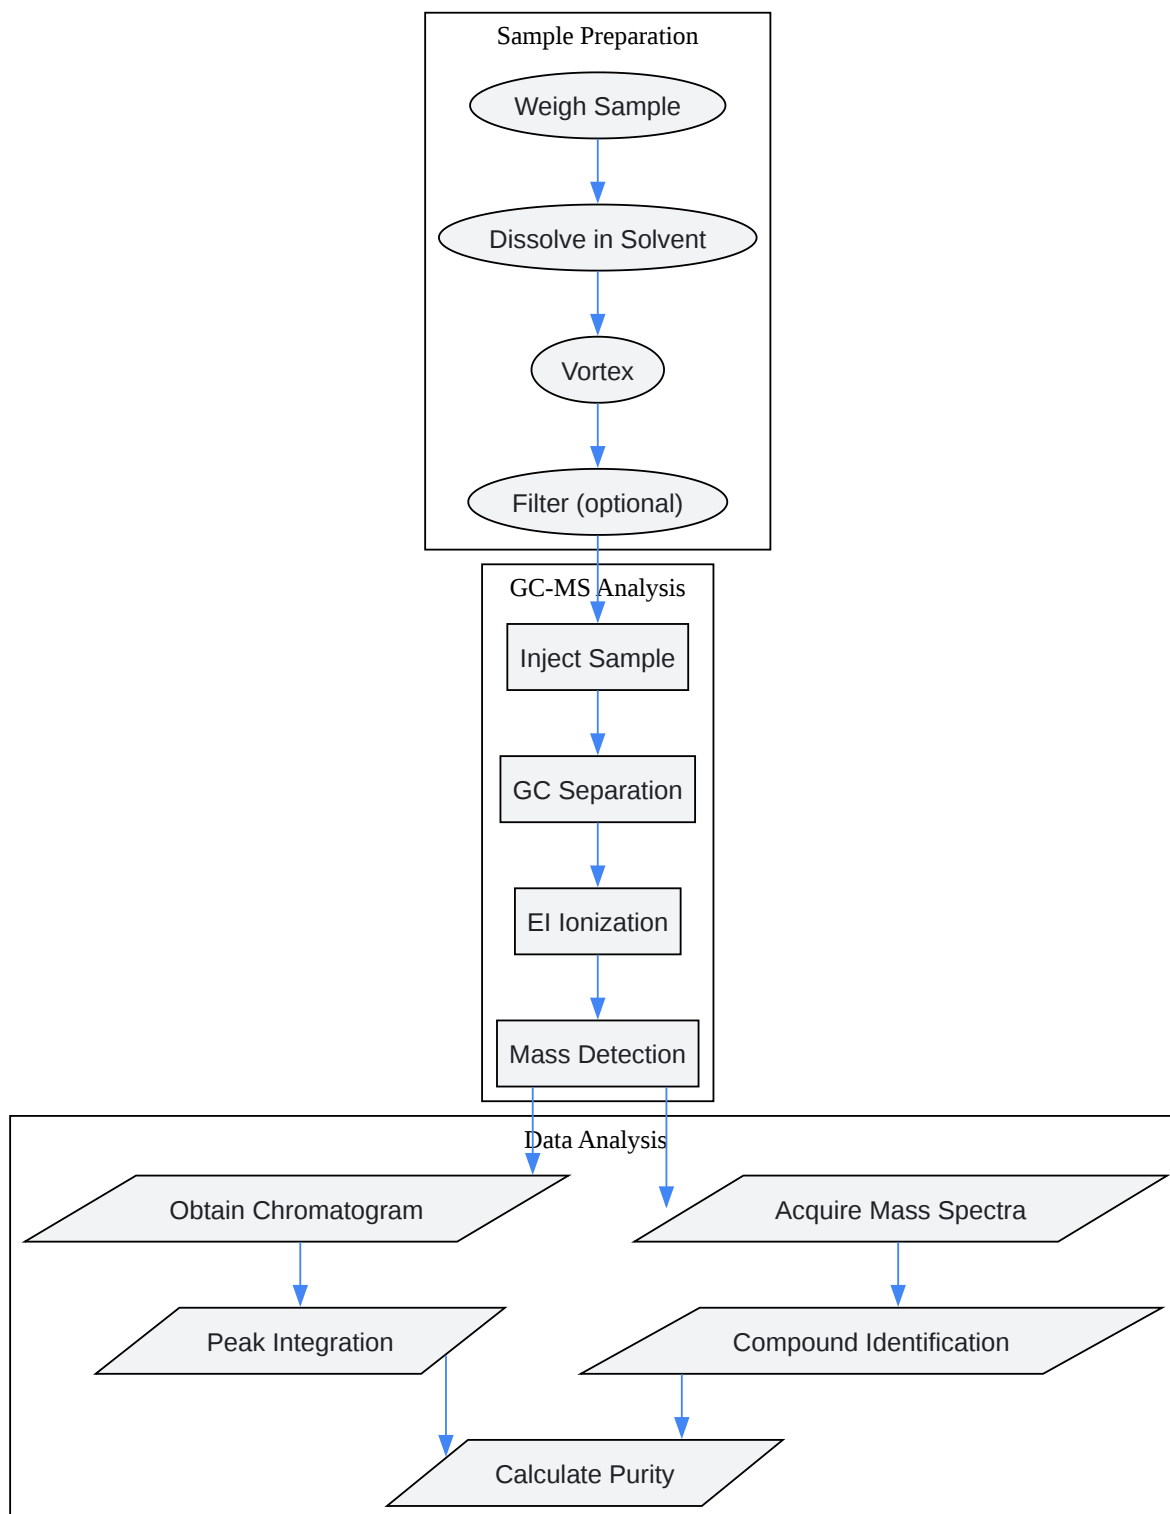 Sample Preparation
Weigh Sample
Dissolve in Solvent
Vortex
Filter (optional)
GC-MS Analysis
Inject Sample
GC Separation
EI Ionization
Mass Detection
Data Analysis
Obtain Chromatogram
Acquire Mass Spectra
Peak Integration
Compound Identification
Calculate Purity